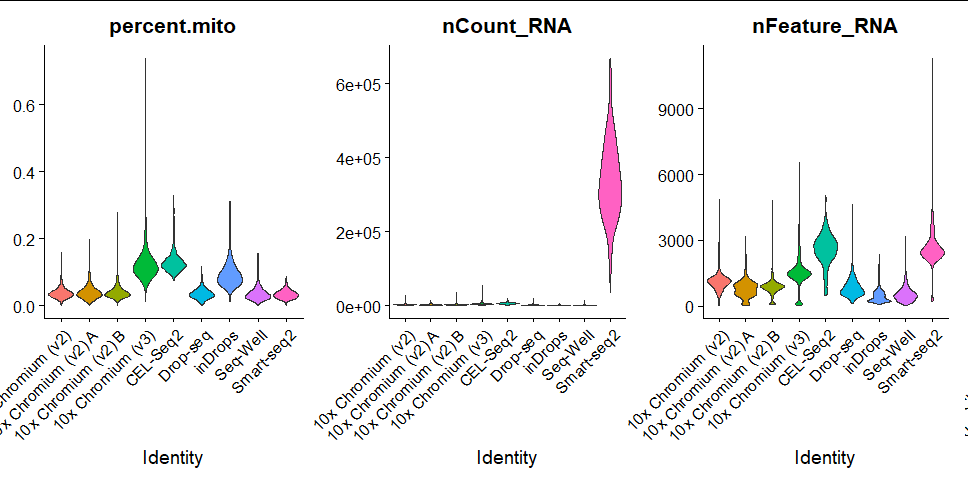 percent.mito
nCount_RNA
nFeature_RNA
0.6
0.4
0.2
0.0
6e+05
4e+05
2e+05
0e+00
9000
6000
3000
0
Chromium (v2)
x Chromium (v2) A
10x Chromium (v2) B
10x Chromium (v3)
CEL-Seq2
Drop-seq
inDrops
Seq-Well
Smart-seq2
10x Chromium (v2)
10x Chromium (v2) A
10x Chromium (v2) B
10x Chromium (v3)
CEL-Seq2
Drop-seq
inDrops
Seq-Well
Smart-seq2
10x Chromium (v2)
10x Chromium (v2) A
10x Chromium (v2) B
10x Chromium (v3)
CEL-Seq2
Drop-seq
inDrops
Seq-Well
Smart-seq2
Identity
Identity
Identity